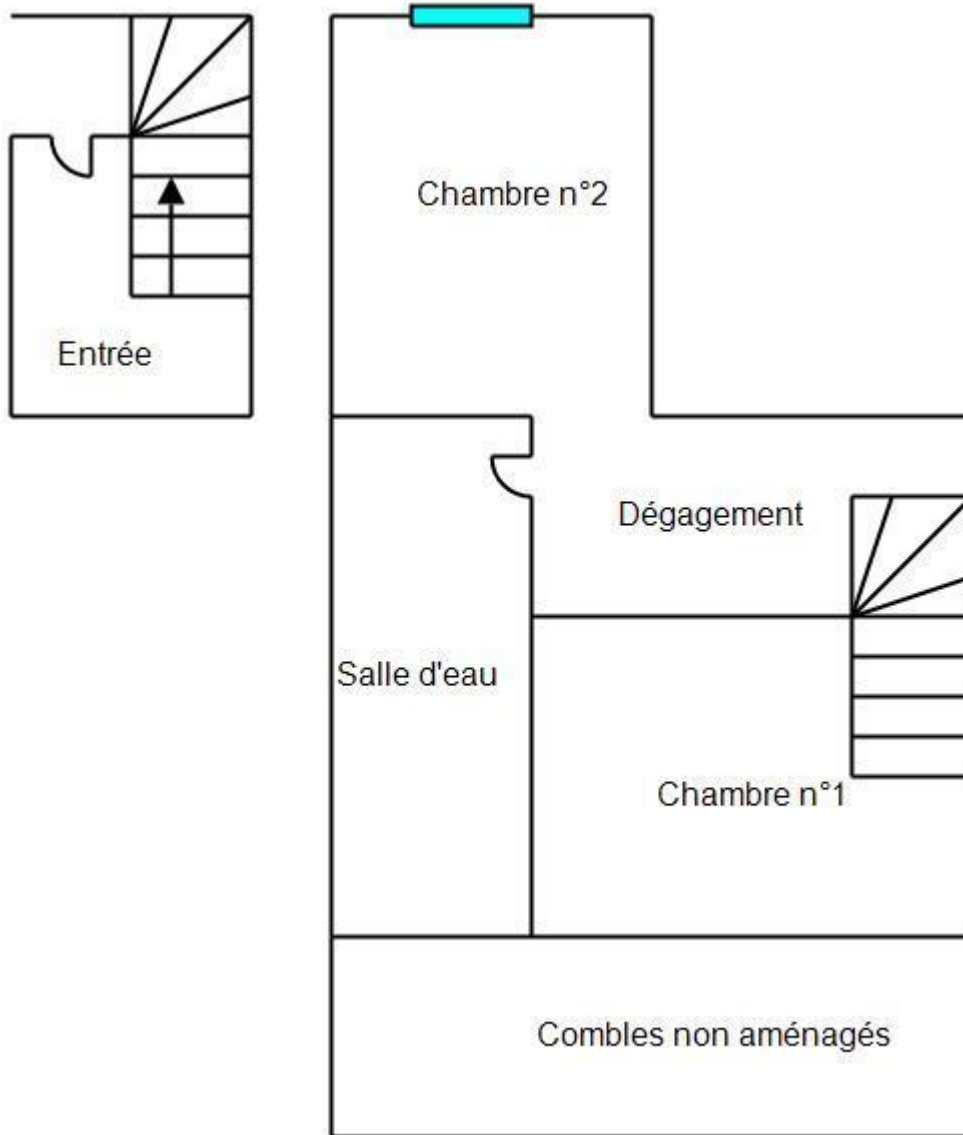 Chambre n°2
Entrée
Dégagement
Salle d'eau
Chambre n°1
Combles non aménagés